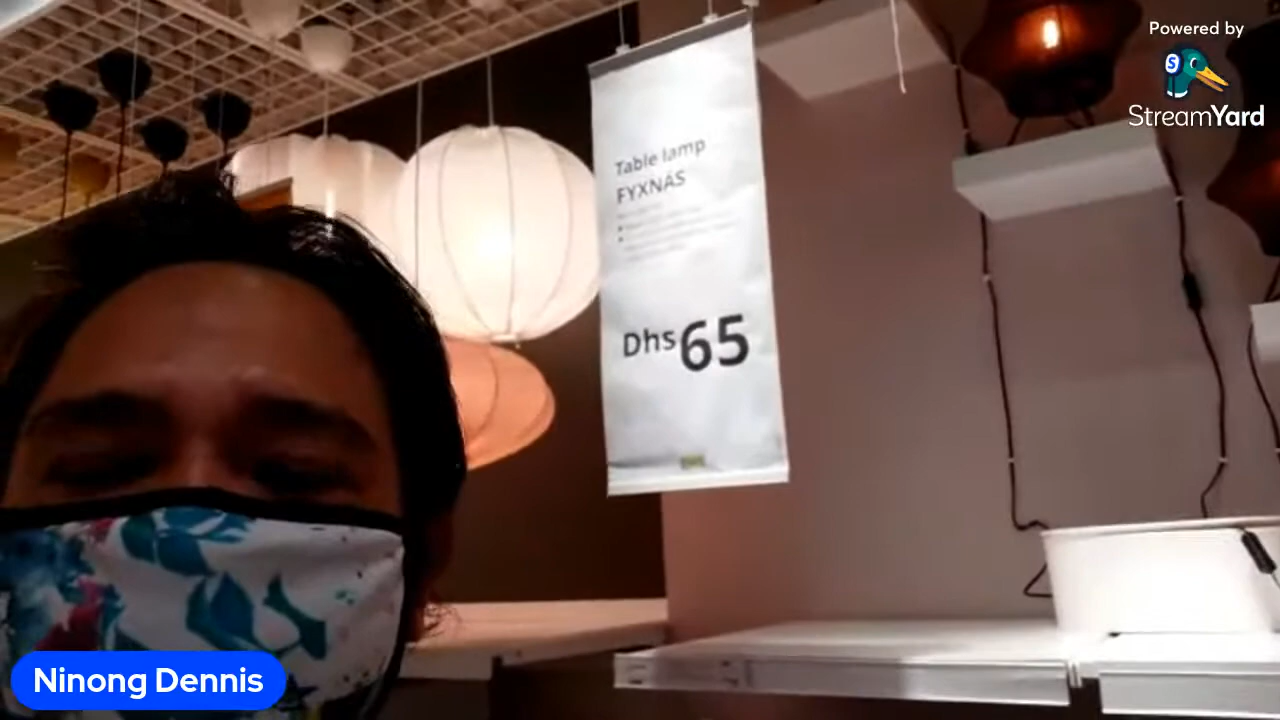 Powered by
StreamYard
Table lamp
FYXNÄS
Dhs65
Ninong Dennis